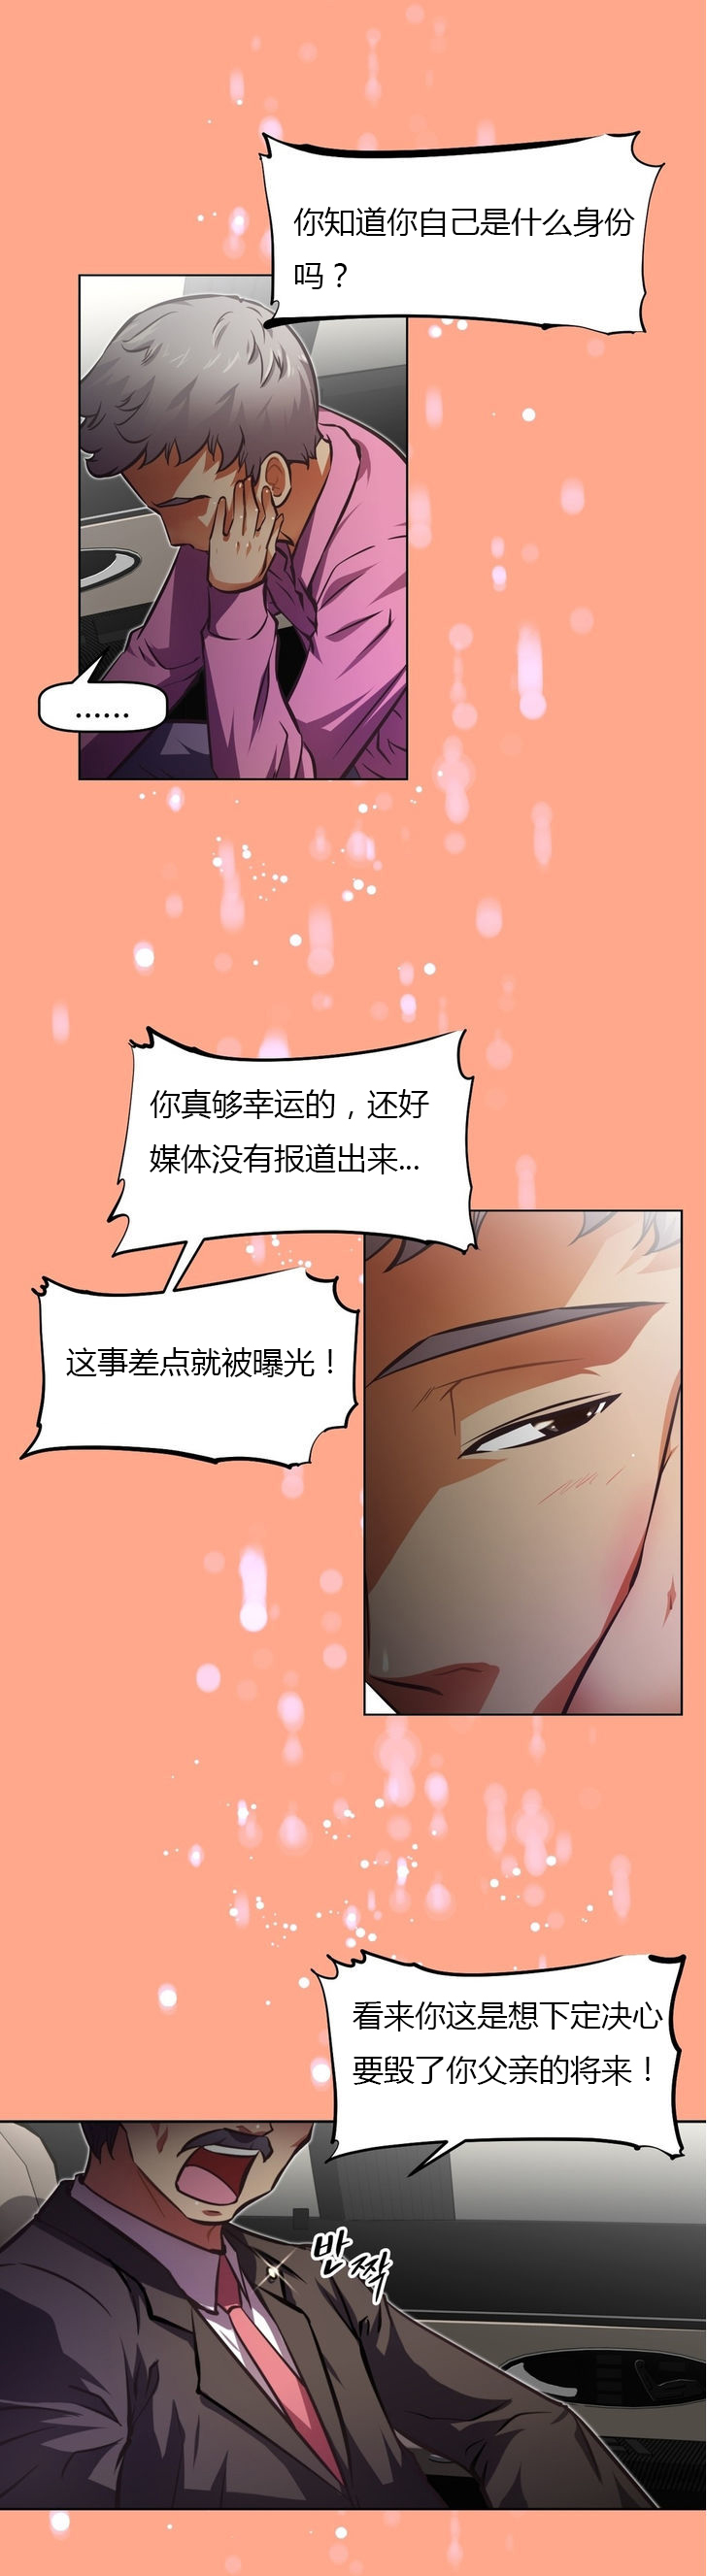 你知道你自己是什么身份
吗？
……
你真够幸运的，还好
媒体没有报道出来...
这事差点就被曝光！
看来你这是想下定决心
要毁了你父亲的将来！
반짝